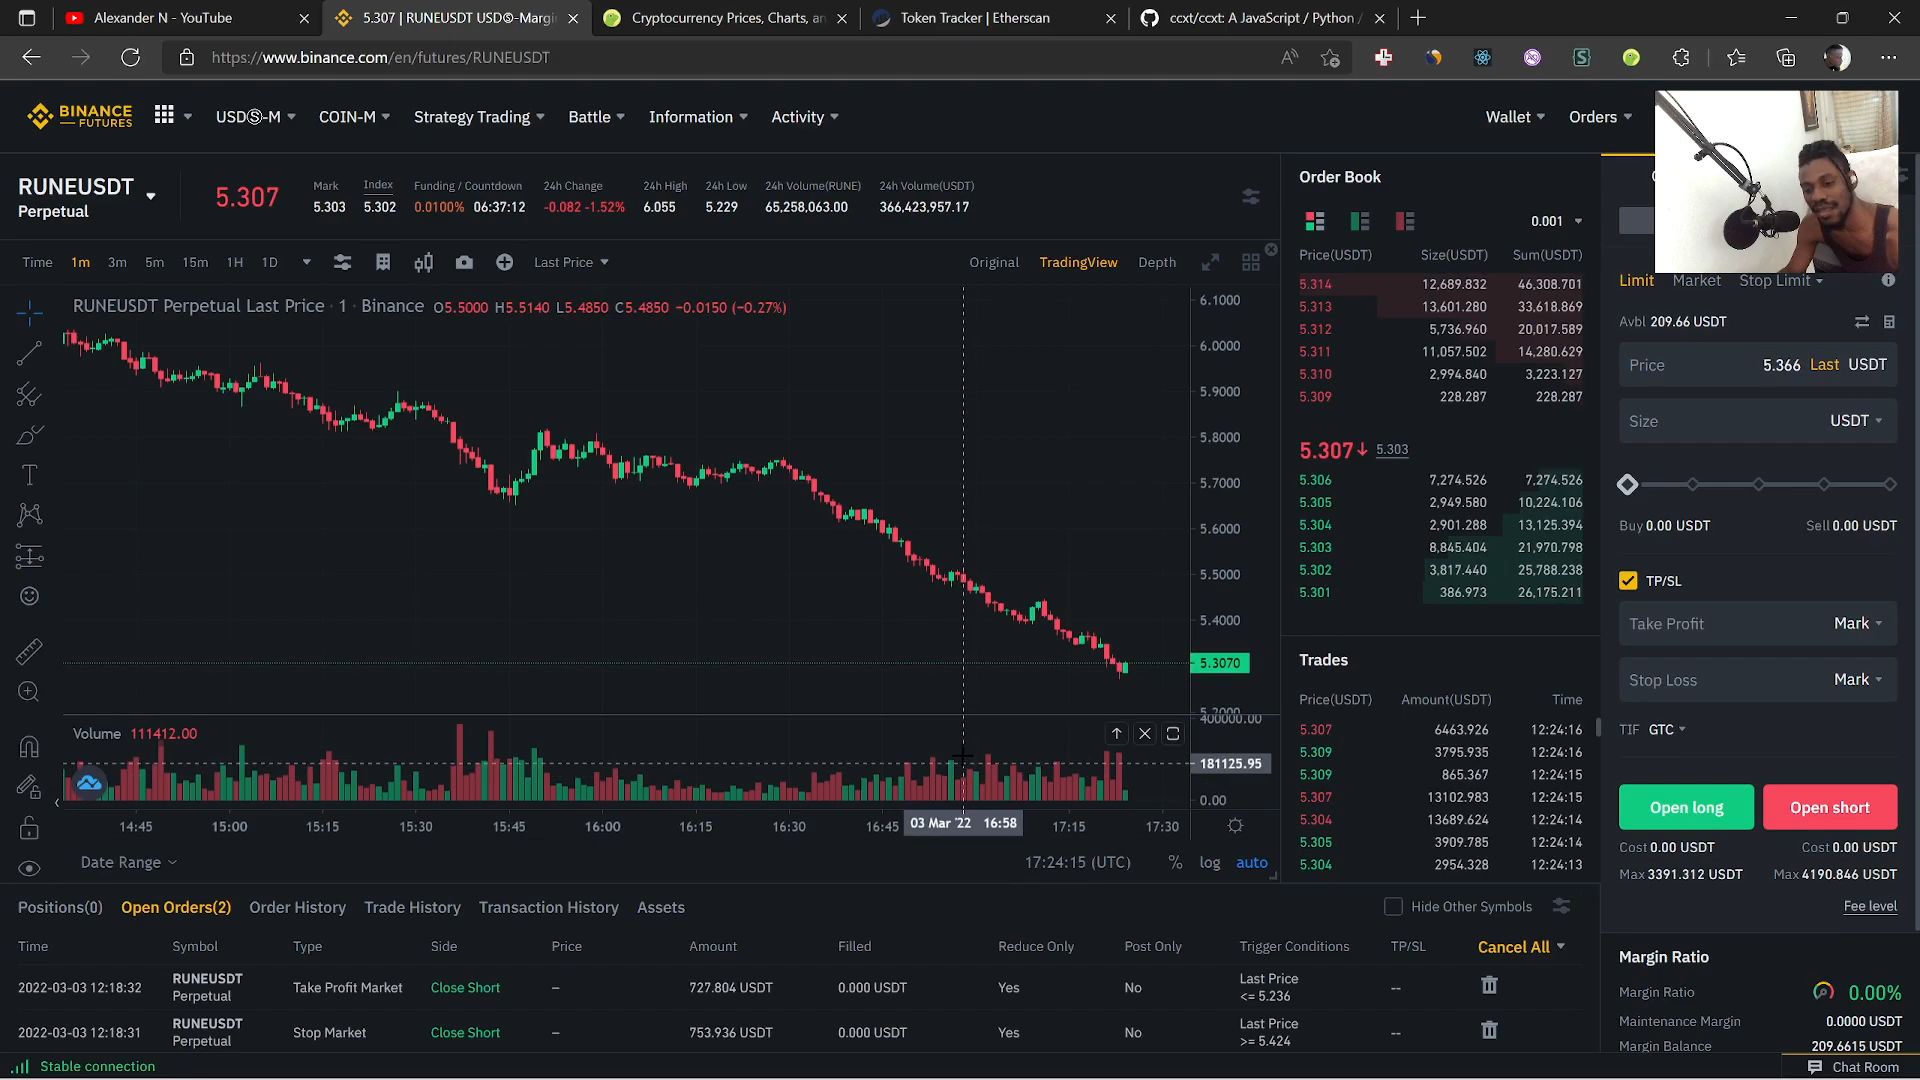 Alexander N - YouTube
5.307 | RUNEUSDT USDⓈ-Margin
Cryptocurrency Prices, Charts, an
Token Tracker | Etherscan
ccxt/ccxt: A JavaScript / Python /
https://www.binance.com/en/futures/RUNEUSDT
BINANCE FUTURES
USDⓈ-M COIN-M Strategy Trading Battle Information Activity Wallet Orders
RUNEUSDT
Perpetual
5.307
Mark Index Funding / Countdown 24h Change 24h High 24h Low 24h Volume(RUNE) 24h Volume(USDT)
5.303 5.302 0.0100% 06:37:12 -0.082 -1.52% 6.055 5.229 65,258,063.00 366,423,957.17
Time 1m 3m 5m 15m 1H 1D Last Price Original TradingView Depth
RUNEUSDT Perpetual Last Price · 1 · Binance O5.5000 H5.5140 L5.4850 C5.4850 −0.0150 (−0.27%)
6.1000
6.0000
5.9000
5.8000
5.7000
5.6000
5.5000
5.4000
5.3070
5.2000
Volume 111412.00
400000.00
181125.95
0.00
14:45 15:00 15:15 15:30 15:45 16:00 16:15 16:30 16:45 03 Mar '22 16:58 17:15 17:30
Date Range 17:24:15 (UTC) % log auto
Order Book
0.001
Price(USDT) Size(USDT) Sum(USDT)
5.314 12,689.832 46,308.701
5.313 13,601.280 33,618.869
5.312 5,736.960 20,017.589
5.311 11,057.502 14,280.629
5.310 2,994.840 3,223.127
5.309 228.287 228.287
5.307↓ 5.303
5.306 7,274.526 7,274.526
5.305 2,949.580 10,224.106
5.304 2,901.288 13,125.394
5.303 8,845.404 21,970.798
5.302 3,817.440 25,788.238
5.301 386.973 26,175.211
Trades
Price(USDT) Amount(USDT) Time
5.307 6463.926 12:24:16
5.309 3795.935 12:24:16
5.309 865.367 12:24:15
5.307 13102.983 12:24:15
5.304 13689.624 12:24:14
5.305 3909.785 12:24:14
5.304 2954.328 12:24:13
Limit Market Stop Limit
Avbl 209.66 USDT
Price 5.366 Last USDT
Size USDT
Buy 0.00 USDT Sell 0.00 USDT
TP/SL
Take Profit Mark
Stop Loss Mark
TIF GTC
Open long Open short
Cost 0.00 USDT Cost 0.00 USDT
Max 3391.312 USDT Max 4190.846 USDT
Fee level
Margin Ratio
Margin Ratio 0.00%
Maintenance Margin 0.0000 USDT
Margin Balance 209.6615 USDT
Positions(0) Open Orders(2) Order History Trade History Transaction History Assets Hide Other Symbols
Time Symbol Type Side Price Amount Filled Reduce Only Post Only Trigger Conditions TP/SL Cancel All
2022-03-03 12:18:32 RUNEUSDT Perpetual Take Profit Market Close Short – 727.804 USDT 0.000 USDT Yes No Last Price <= 5.236 --
2022-03-03 12:18:31 RUNEUSDT Perpetual Stop Market Close Short – 753.936 USDT 0.000 USDT Yes No Last Price >= 5.424 --
Stable connection Chat Room